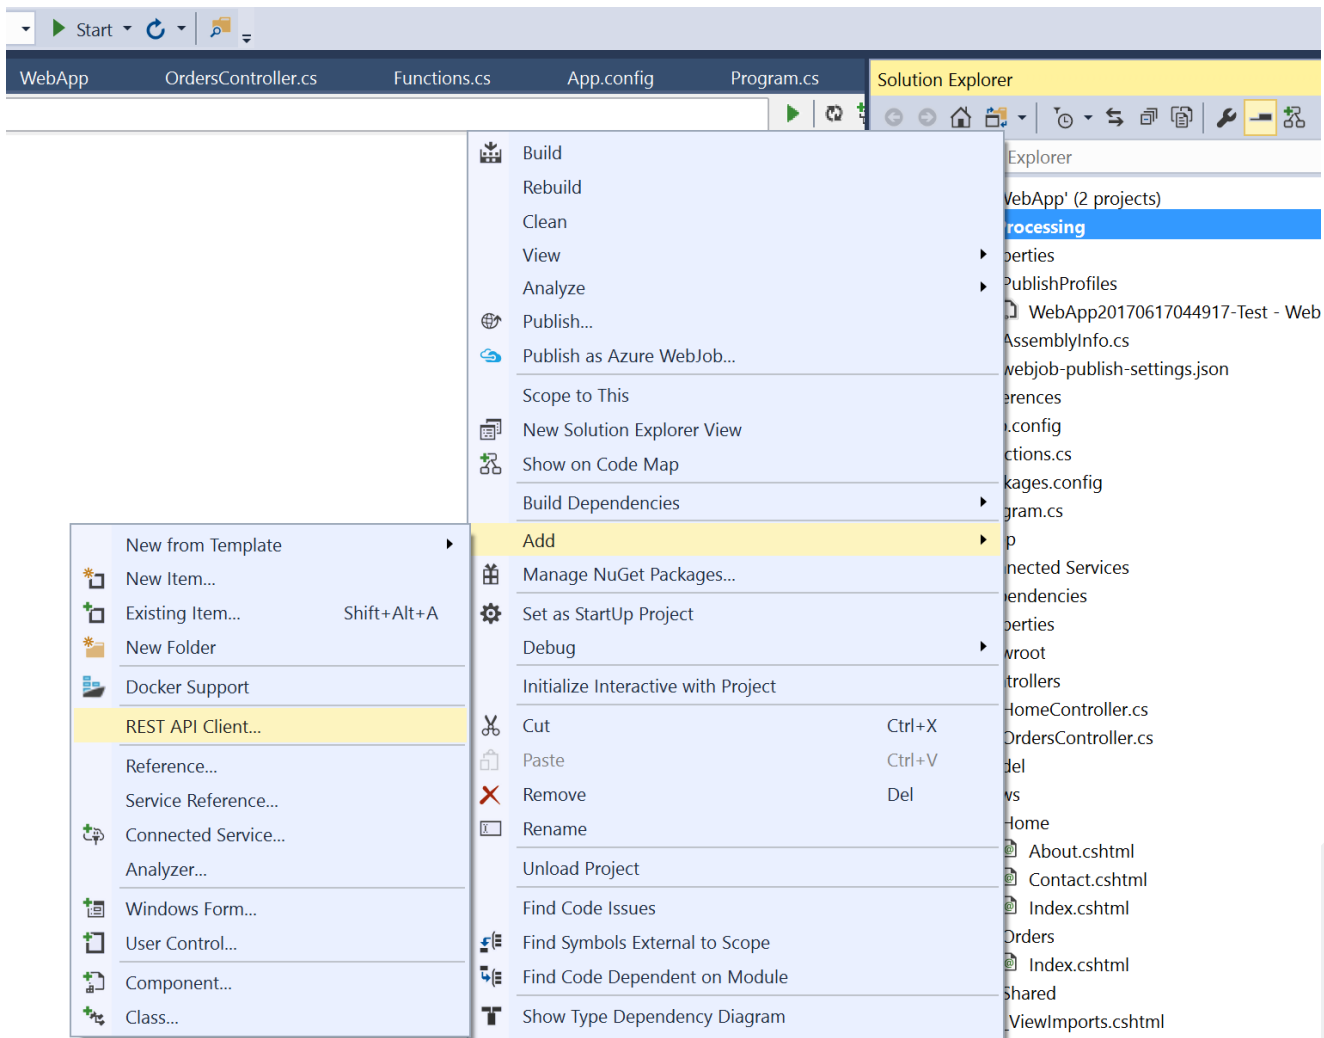 Start
WebApp
OrdersController.cs
Functions.cs
App.config
Program.cs
Solution Explorer
Explorer
Build
Rebuild
Clean
View
Analyze
Publish...
Publish as Azure WebJob...
Scope to This
New Solution Explorer View
Show on Code Map
Build Dependencies
Add
Manage NuGet Packages...
Set as StartUp Project
Debug
Initialize Interactive with Project
Cut Ctrl+X
Paste Ctrl+V
Remove Del
Rename
Unload Project
Find Code Issues
Find Symbols External to Scope
Find Code Dependent on Module
Show Type Dependency Diagram
New from Template
New Item...
Existing Item... Shift+Alt+A
New Folder
Docker Support
REST API Client...
Reference...
Service Reference...
Connected Service...
Analyzer...
Windows Form...
User Control...
Component...
Class...
WebApp' (2 projects)
rocessing
perties
PublishProfiles
WebApp20170617044917-Test - Web
AssemblyInfo.cs
webjob-publish-settings.json
erences
.config
ctions.cs
kages.config
gram.cs
p
nected Services
endencies
perties
wroot
trollers
HomeController.cs
OrdersController.cs
del
ws
Home
About.cshtml
Contact.cshtml
Index.cshtml
Orders
Index.cshtml
Shared
_ViewImports.cshtml